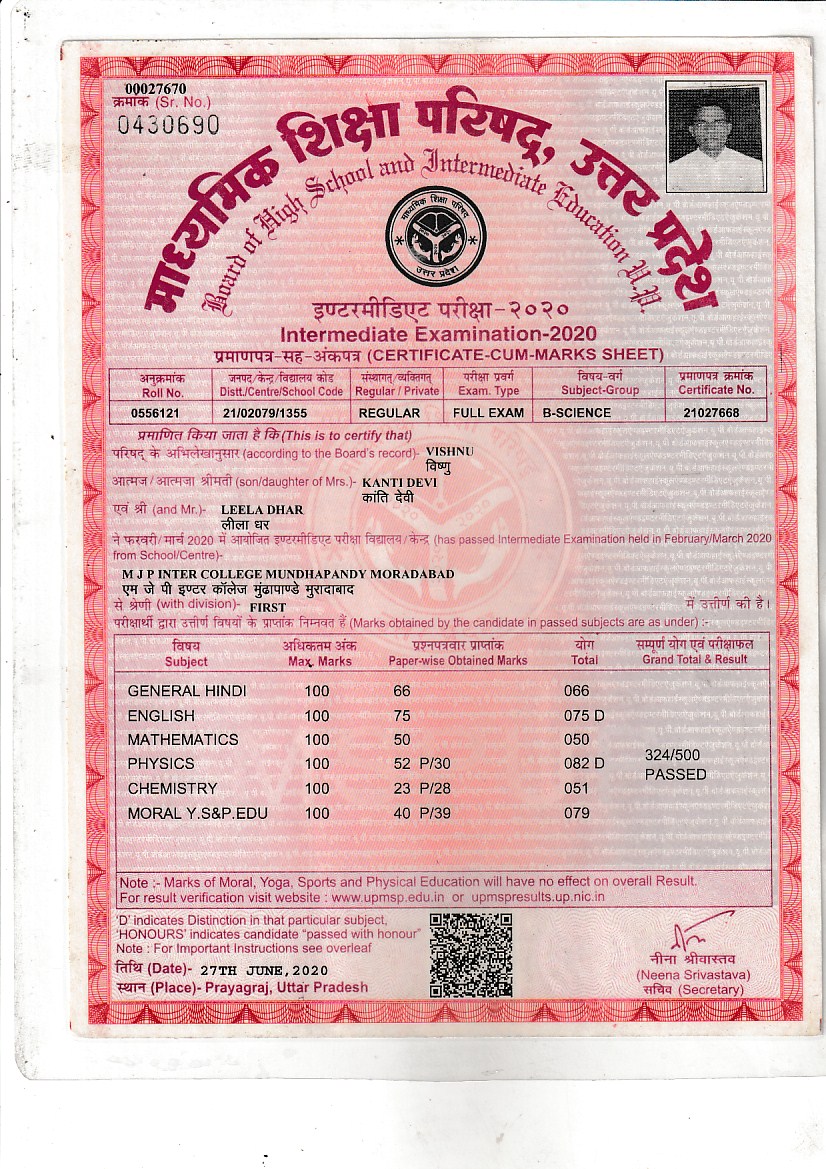 00027670
क्रमांक (Sr. No.)
0430690
माध्यमिक शिक्षा परिषद्, उत्तर प्रदेश
Board of High School and Intermediate Education U.P.
माध्यमिक शिक्षा परिषद
उत्तर प्रदेश
इण्टरमीडिएट परीक्षा-२०२०
Intermediate Examination-2020
प्रमाणपत्र-सह-अंकपत्र (CERTIFICATE-CUM-MARKS SHEET)
अनुक्रमांक जनपद/केन्द्र/विद्यालय कोड संस्थागत्/व्यक्तिगत् परीक्षा प्रवर्ग विषय-वर्ग प्रमाणपत्र क्रमांक
Roll No. Distt./Centre/School Code Regular / Private Exam. Type Subject-Group Certificate No.
0556121 21/02079/1355 REGULAR FULL EXAM B-SCIENCE 21027668
प्रमाणित किया जाता है कि (This is to certify that)
परिषद् के अभिलेखानुसार (according to the Board's record)- VISHNU
विष्णु
आत्मज/आत्मजा श्रीमती (son/daughter of Mrs.)- KANTI DEVI
कांति देवी
एवं श्री (and Mr.)- LEELA DHAR
लीला धर
ने फरवरी/मार्च 2020 में आयोजित इण्टरमीडिएट परीक्षा विद्यालय/केन्द्र (has passed Intermediate Examination held in February/March 2020
from School/Centre)-
M J P INTER COLLEGE MUNDHAPANDY MORADABAD
एम जे पी इण्टर कॉलेज मुंढापाण्डे मुरादाबाद
से श्रेणी (with division)- FIRST में उत्तीर्ण की है।
परीक्षार्थी द्वारा उत्तीर्ण विषयों के प्राप्तांक निम्नवत हैं (Marks obtained by the candidate in passed subjects are as under) :-
विषय अधिकतम अंक प्रश्नपत्रवार प्राप्तांक योग सम्पूर्ण योग एवं परीक्षाफल
Subject Max. Marks Paper-wise Obtained Marks Total Grand Total & Result
GENERAL HINDI 100 66 066
ENGLISH 100 75 075 D
MATHEMATICS 100 50 050
PHYSICS 100 52 P/30 082 D
CHEMISTRY 100 23 P/28 051
MORAL Y.S&P.EDU 100 40 P/39 079
324/500
PASSED
Note :- Marks of Moral, Yoga, Sports and Physical Education will have no effect on overall Result.
For result verification visit website : www.upmsp.edu.in or upmspresults.up.nic.in
'D' indicates Distinction in that particular subject,
'HONOURS' indicates candidate "passed with honour"
Note : For Important Instructions see overleaf
तिथि (Date)- 27TH JUNE,2020
स्थान (Place)- Prayagraj, Uttar Pradesh
नीना श्रीवास्तव
(Neena Srivastava)
सचिव (Secretary)